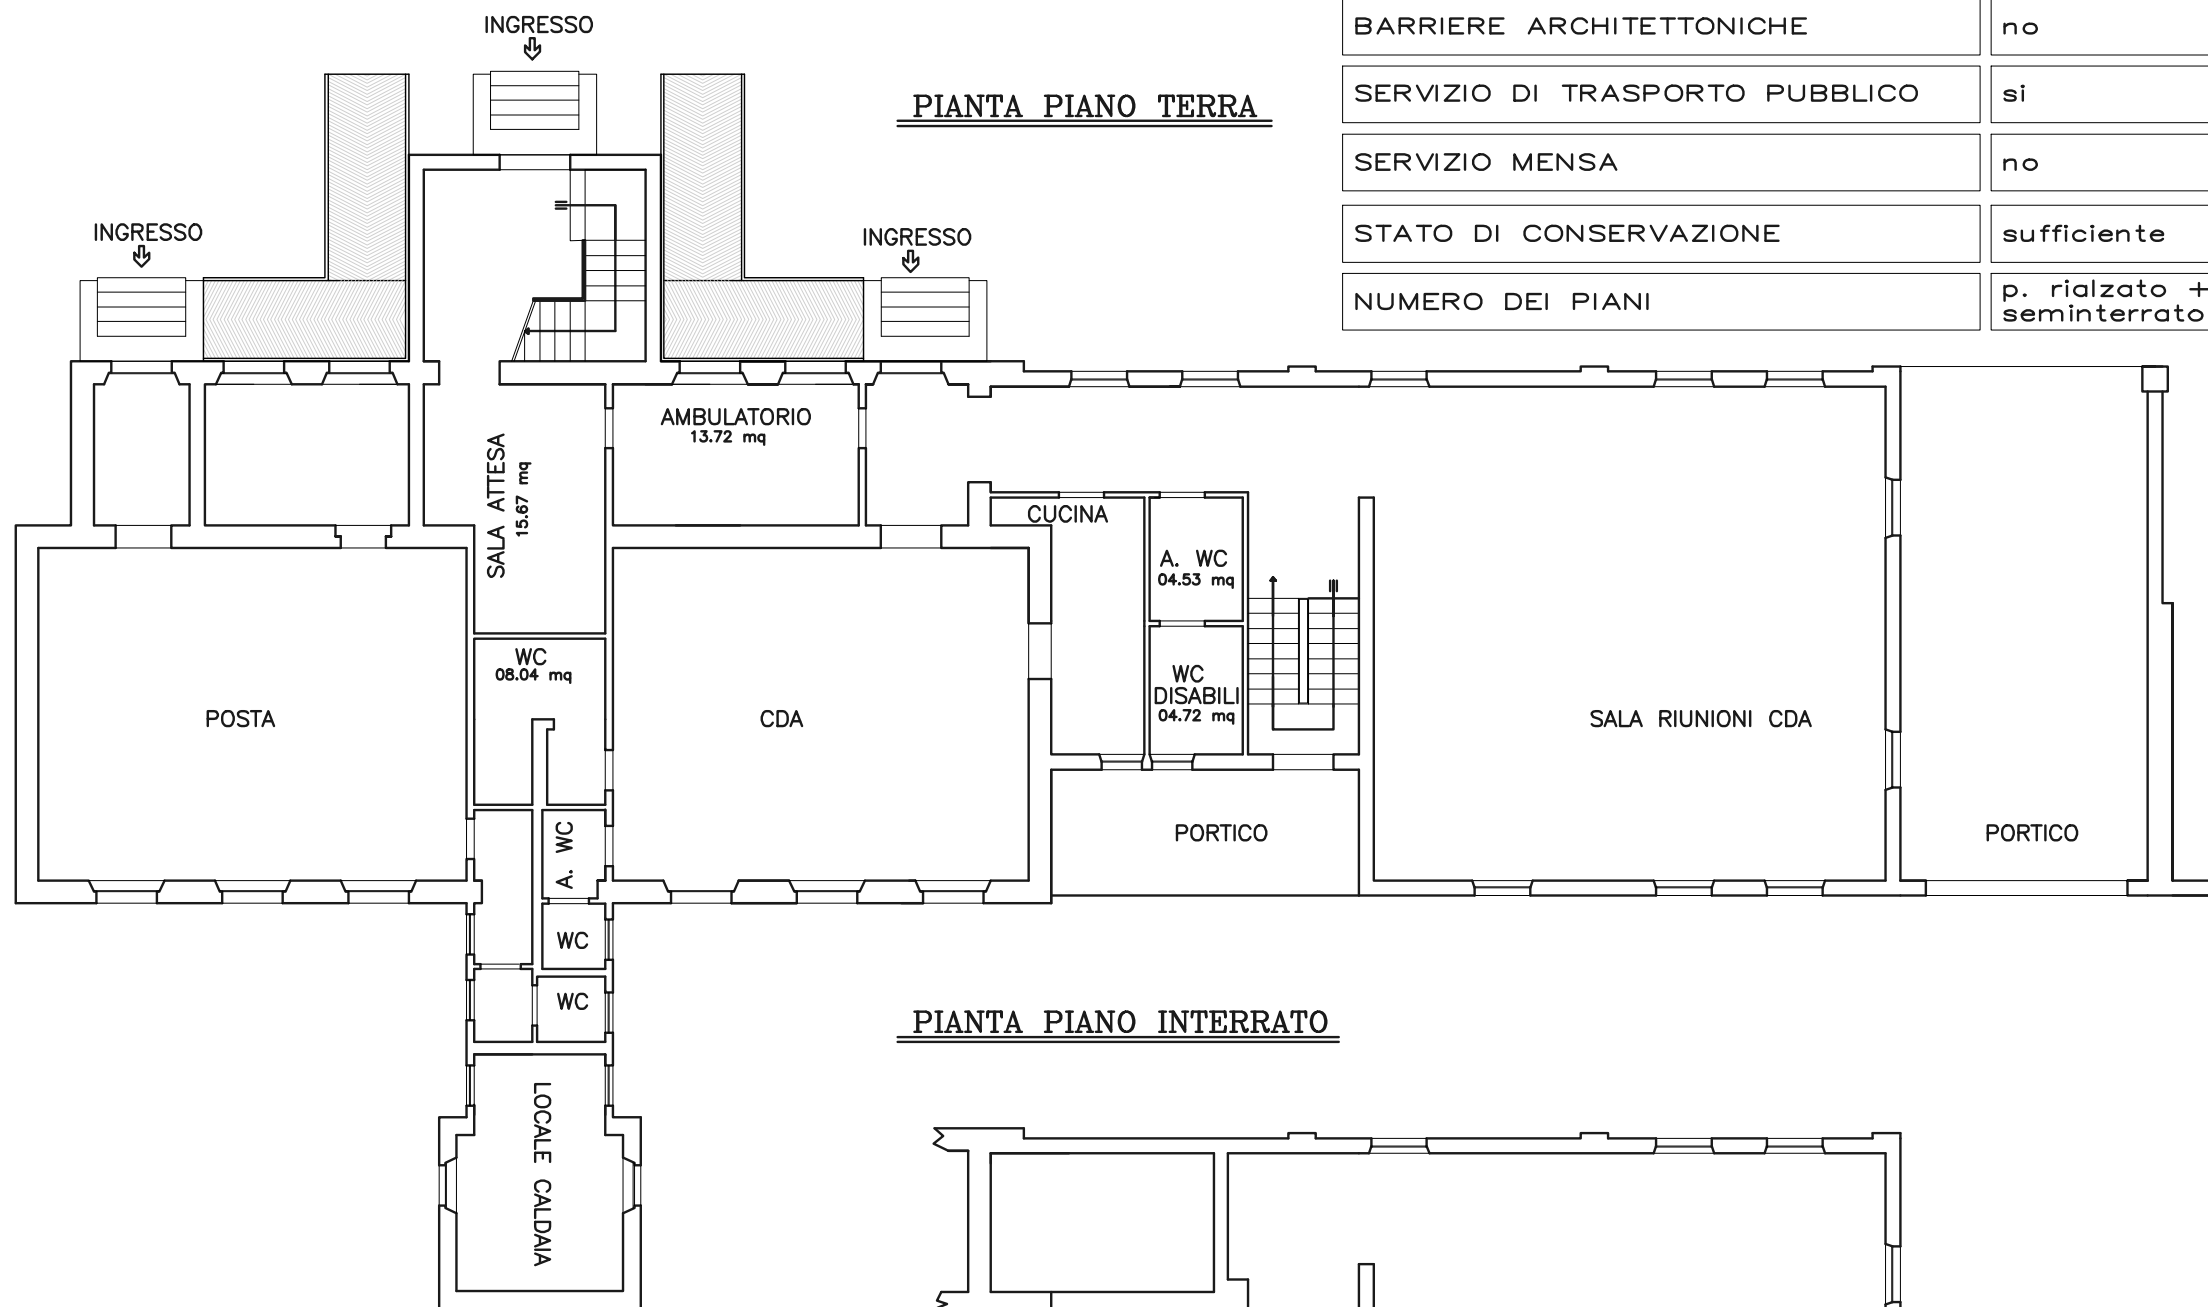 INGRESSO
BARRIERE ARCHITETTONICHE
no
PIANTA PIANO TERRA
SERVIZIO DI TRASPORTO PUBBLICO
si
SERVIZIO MENSA
no
INGRESSO
INGRESSO
STATO DI CONSERVAZIONE
sufficiente
NUMERO DEI PIANI
p. rialzato +
seminterrato
AMBULATORIO
13.72 mq
SALA ATTESA
15.67 mq
CUCINA
A. WC
04.53 mq
WC
08.04 mq
WC
DISABILI
04.72 mq
POSTA
CDA
SALA RIUNIONI CDA
PORTICO
PORTICO
A. WC
WC
WC
PIANTA PIANO INTERRATO
LOCALE CALDAIA